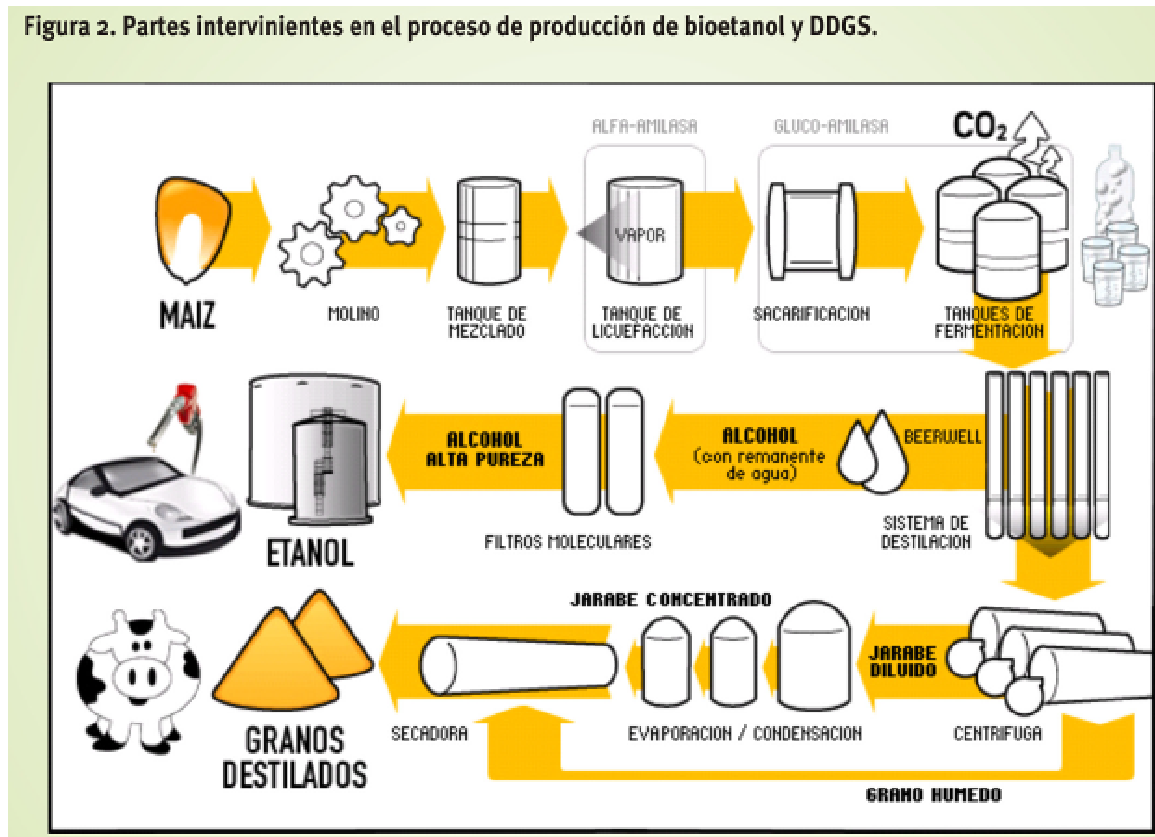 Figura 2. Partes intervinientes en el proceso de producción de bioetanol y DDGS.
ALFA-AMILASA
GLUCO-AMILASA
CO₂
VAPOR
MAIZ
MOLINO
TANQUE DE
MEZCLADO
TANQUE DE
LICUEFACCION
SACARIFICACION
TANQUES DE
FERMENTACION
ALCOHOL
ALTA PUREZA
ALCOHOL
(con remanente
de agua)
BEERWELL
ETANOL
FILTROS MOLECULARES
SISTEMA DE
DESTILACION
JARABE CONCENTRADO
JARABE
DILUIDO
GRANOS
DESTILADOS
SECADORA
EVAPORACION / CONDENSACION
CENTRIFUGA
GRANO HUMEDO